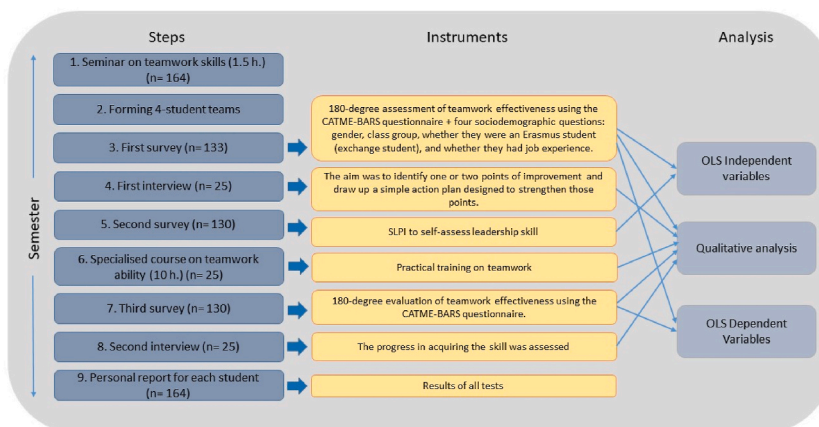 Steps
Instruments
Analysis
Semester
1. Seminar on teamwork skills (1.5 h.)
(n= 164)
2. Forming 4-student teams
3. First survey (n= 133)
4. First interview (n= 25)
5. Second survey (n= 130)
6. Specialised course on teamwork
ability (10 h.) (n= 25)
7. Third survey (n= 130)
8. Second interview (n= 25)
9. Personal report for each student
(n= 164)
180-degree assessment of teamwork effectiveness using the
CATME-BARS questionnaire + four sociodemographic questions:
gender, class group, whether they were an Erasmus student
(exchange student), and whether they had job experience.
The aim was to identify one or two points of improvement and
draw up a simple action plan designed to strengthen those
points.
SLPI to self-assess leadership skill
Practical training on teamwork
180-degree evaluation of teamwork effectiveness using the
CATME-BARS questionnaire.
The progress in acquiring the skill was assessed
Results of all tests
OLS Independent
variables
Qualitative analysis
OLS Dependent
Variables